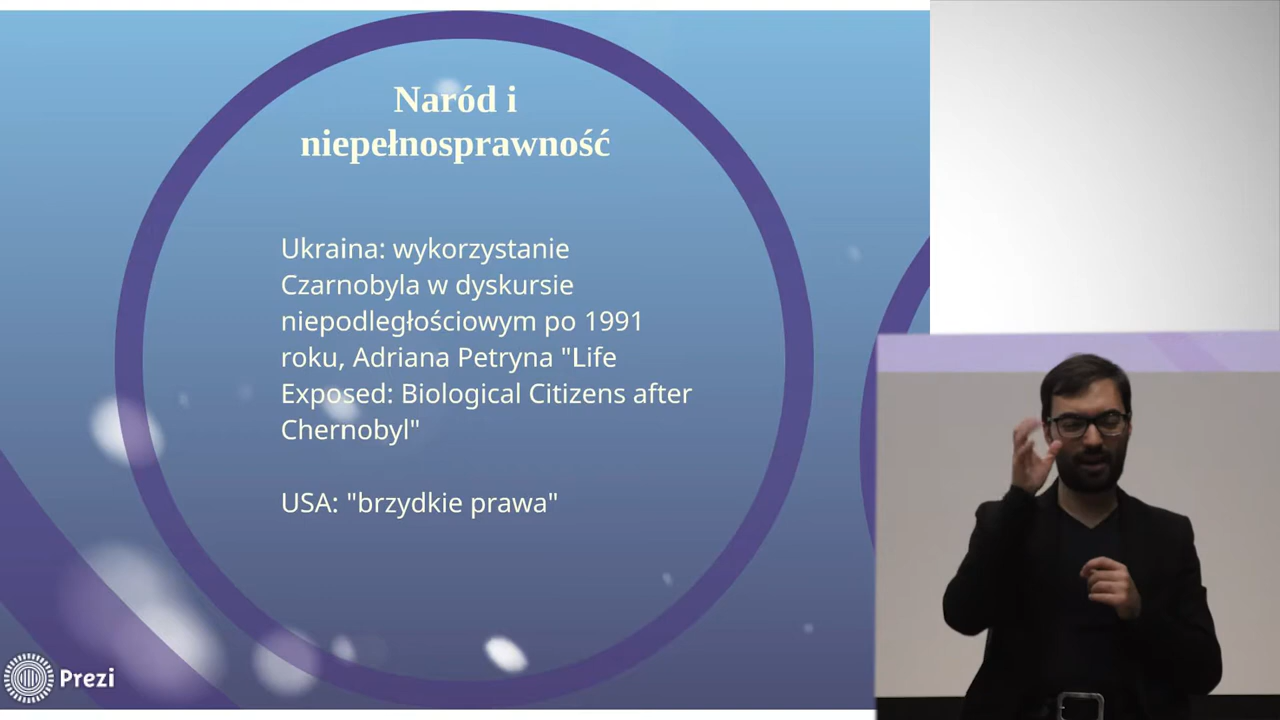 Naród i
niepełnosprawność
Ukraina: wykorzystanie
Czarnobyla w dyskursie
niepodległościowym po 1991
roku, Adriana Petryna "Life
Exposed: Biological Citizens after
Chernobyl"
USA: "brzydkie prawa"
Prezi